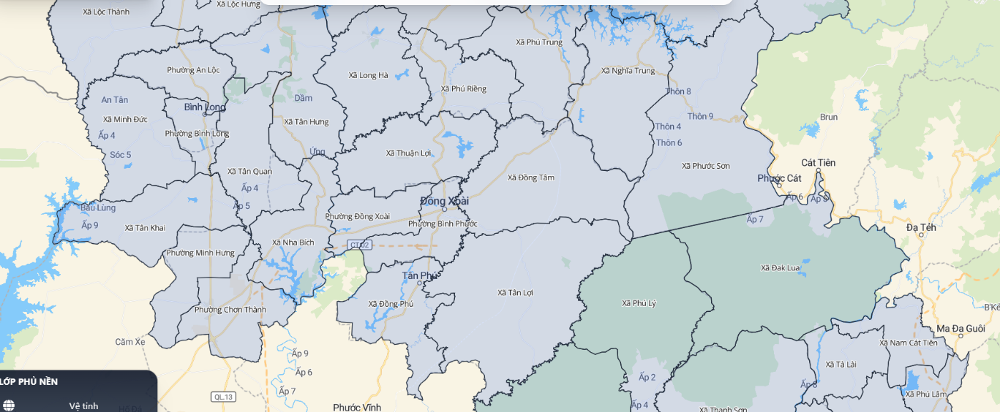 Xã Lộc Thành
Xã Lộc Hưng
Xã Phú Trung
Phường An Lộc
Xã Long Hà
Xã Nghĩa Trung
Xã Phú Riềng
Thôn 8
An Tân
Dầm
Bình Long
Xã Minh Đức
Xã Tân Hưng
Thôn 9
Brun
Thôn 4
Phường Bình Long
Ấp 4
Thôn 6
Sóc 5
Ứng
Xã Thuận Lợi
Cát Tiên
Xã Phước Sơn
Xã Tân Quan
Xã Đồng Tâm
Phước Cát
Ấp 4
Đồng Xoài
Ấp 6
Ấp 8
Bầu Lùng
Ấp 5
Phường Đồng Xoài
Ấp 7
Ấp 9
Xã Tân Khai
Phường Bình Phước
Đạ Tẻh
Xã Nha Bích
CT.02
Phường Minh Hưng
Xã Đak Lua
Tân Phú
Xã Tân Lợi
Xã Đồng Phú
Xã Phú Lý
Phường Chơn Thành
Ma Đa Guôi
Căm Xe
Xã Nam Cát Tiên
Ấp 9
Xã Tà Lài
Ấp 6
Ấp 2
LỚP PHỦ NỀN
Ấp 8
Ấp 7
Xã Phú Lâm
QL.13
Vệ tinh
Phước Vĩnh
Ấp 4
Xã Thanh Sơn